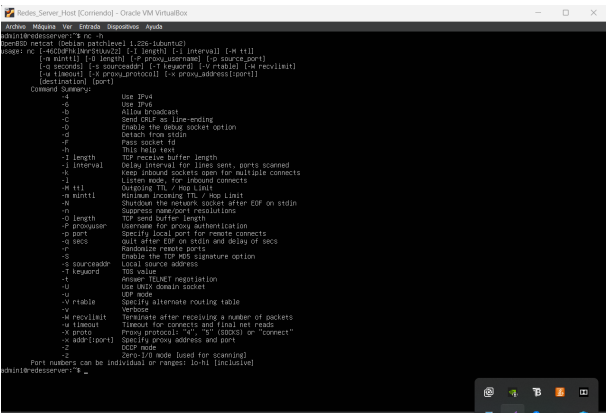 Redes_Server_Host [Corriendo] - Oracle VM VirtualBox
Archivo Máquina Ver Entrada Dispositivos Ayuda
admini@redesserver:~$ nc -h
OpenBSD netcat (Debian patchlevel 1.226-1ubuntu2)
usage: nc [-46CDdFhklNnrStUuvZz] [-I length] [-i interval] [-M ttl]
[-m minttl] [-O length] [-P proxy_username] [-p source_port]
[-q seconds] [-s sourceaddr] [-T keyword] [-V rtable] [-W recvlimit]
[-w timeout] [-X proxy_protocol] [-x proxy_address[:port]]
[destination] [port]
Command Summary:
-4 Use IPv4
-6 Use IPv6
-b Allow broadcast
-C Send CRLF as line-ending
-D Enable the debug socket option
-d Detach from stdin
-F Pass socket fd
-h This help text
-I length TCP receive buffer length
-i interval Delay interval for lines sent, ports scanned
-k Keep inbound sockets open for multiple connects
-l Listen mode, for inbound connects
-M ttl Outgoing TTL / Hop Limit
-m minttl Minimum incoming TTL / Hop Limit
-N Shutdown the network socket after EOF on stdin
-n Suppress name/port resolutions
-O length TCP send buffer length
-P proxyuser Username for proxy authentication
-p port Specify local port for remote connects
-q secs quit after EOF on stdin and delay of secs
-r Randomize remote ports
-S Enable the TCP MD5 signature option
-s sourceaddr Local source address
-T keyword TOS value
-t Answer TELNET negotiation
-U Use UNIX domain socket
-u UDP mode
-V rtable Specify alternate routing table
-v Verbose
-W recvlimit Terminate after receiving a number of packets
-w timeout Timeout for connects and final net reads
-X proto Proxy protocol: "4", "5" (SOCKS) or "connect"
-x addr[:port] Specify proxy address and port
-Z DCCP mode
-z Zero-I/O mode [used for scanning]
Port numbers can be individual or ranges: lo-hi [inclusive]
admini@redesserver:~$ _